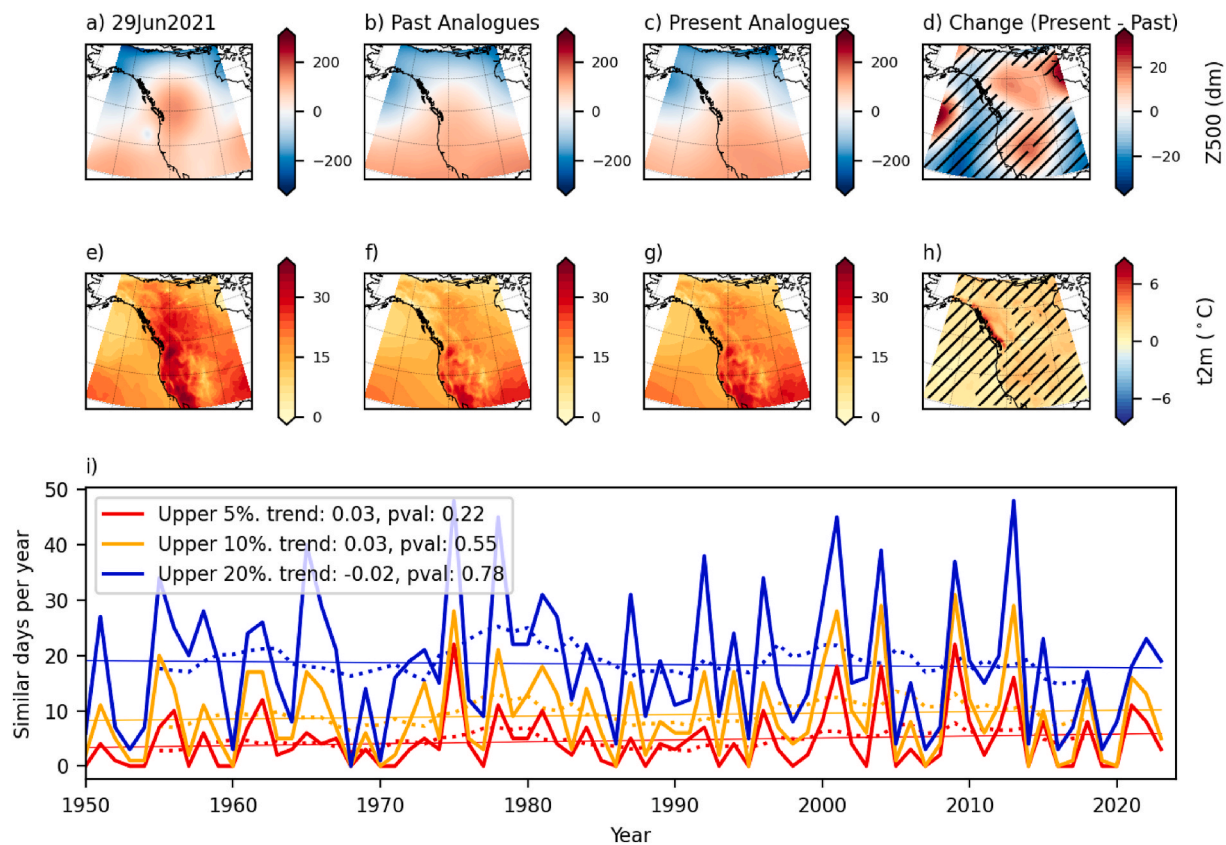 a) 29Jun2021
b) Past Analogues
c) Present Analogues
d) Change (Present - Past)
200
0
−200
200
0
−200
200
0
−200
20
0
−20
Z500 (dm)
e)
f)
g)
h)
30
15
0
30
15
0
30
15
0
6
0
−6
t2m (°C)
i)
Similar days per year
50
40
30
20
10
0
Upper 5%. trend: 0.03, pval: 0.22
Upper 10%. trend: 0.03, pval: 0.55
Upper 20%. trend: -0.02, pval: 0.78
1950
1960
1970
1980
1990
2000
2010
2020
Year